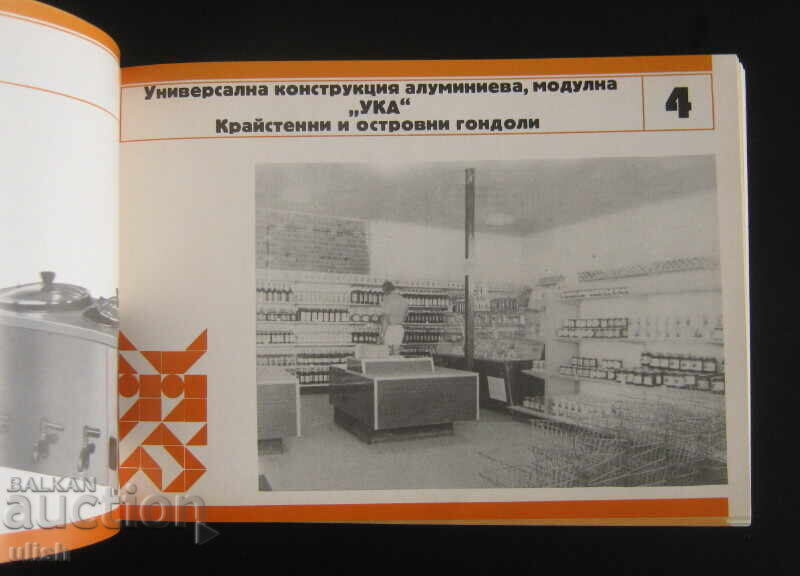 Универсална конструкция алуминиева, модулна
„УКА“
Крайстенни и островни гондоли
4
BALKAN
auction
ulish